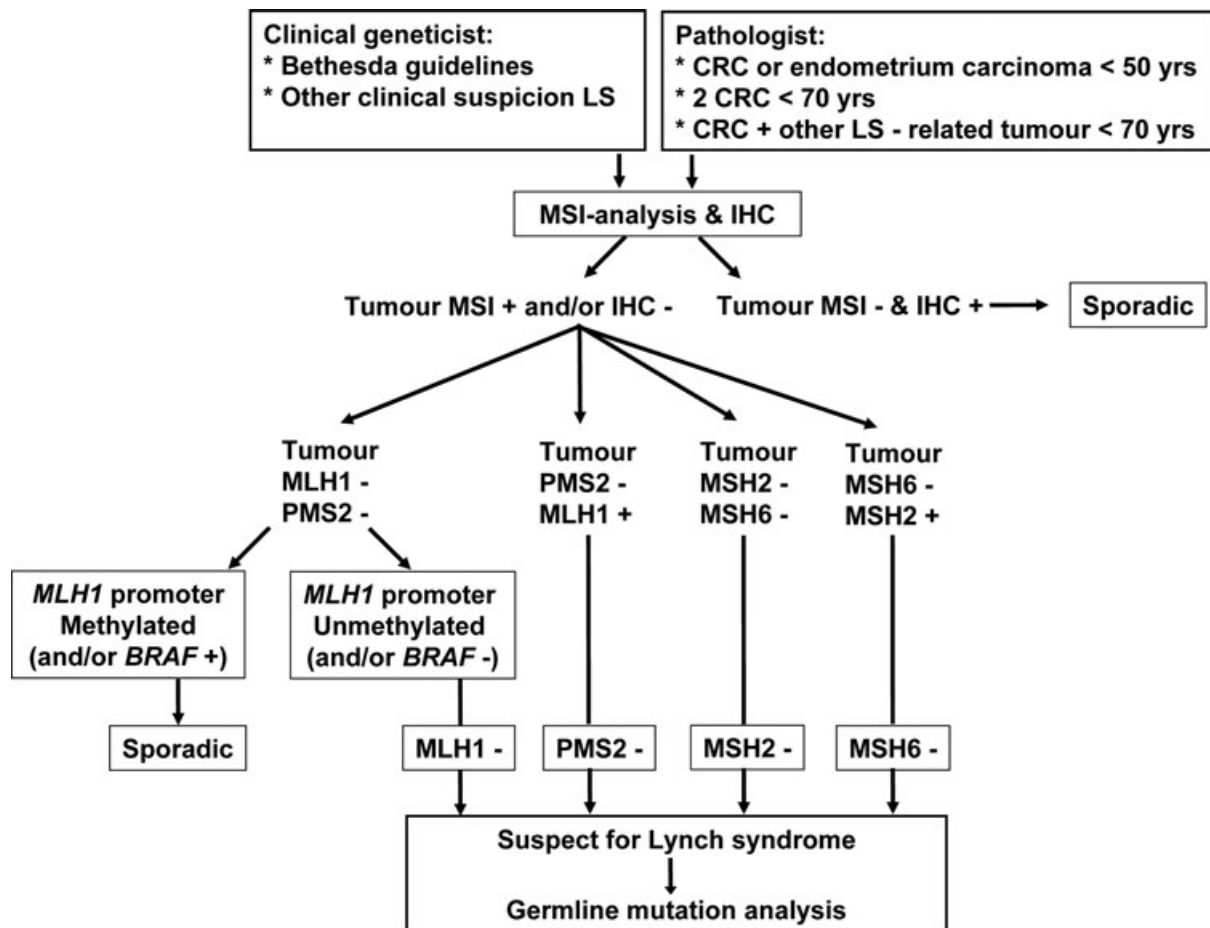 Clinical geneticist:
* Bethesda guidelines
* Other clinical suspicion LS
Pathologist:
* CRC or endometrium carcinoma < 50 yrs
* 2 CRC < 70 yrs
* CRC + other LS - related tumour < 70 yrs
MSI-analysis & IHC
Tumour MSI + and/or IHC -
Tumour MSI - & IHC +
Sporadic
Tumour
MLH1 -
PMS2 -
Tumour
PMS2 -
MLH1 +
Tumour
MSH2 -
MSH6 -
Tumour
MSH6 -
MSH2 +
MLH1 promoter
Methylated
(and/or BRAF +)
MLH1 promoter
Unmethylated
(and/or BRAF -)
Sporadic
MLH1 -
PMS2 -
MSH2 -
MSH6 -
Suspect for Lynch syndrome
Germline mutation analysis